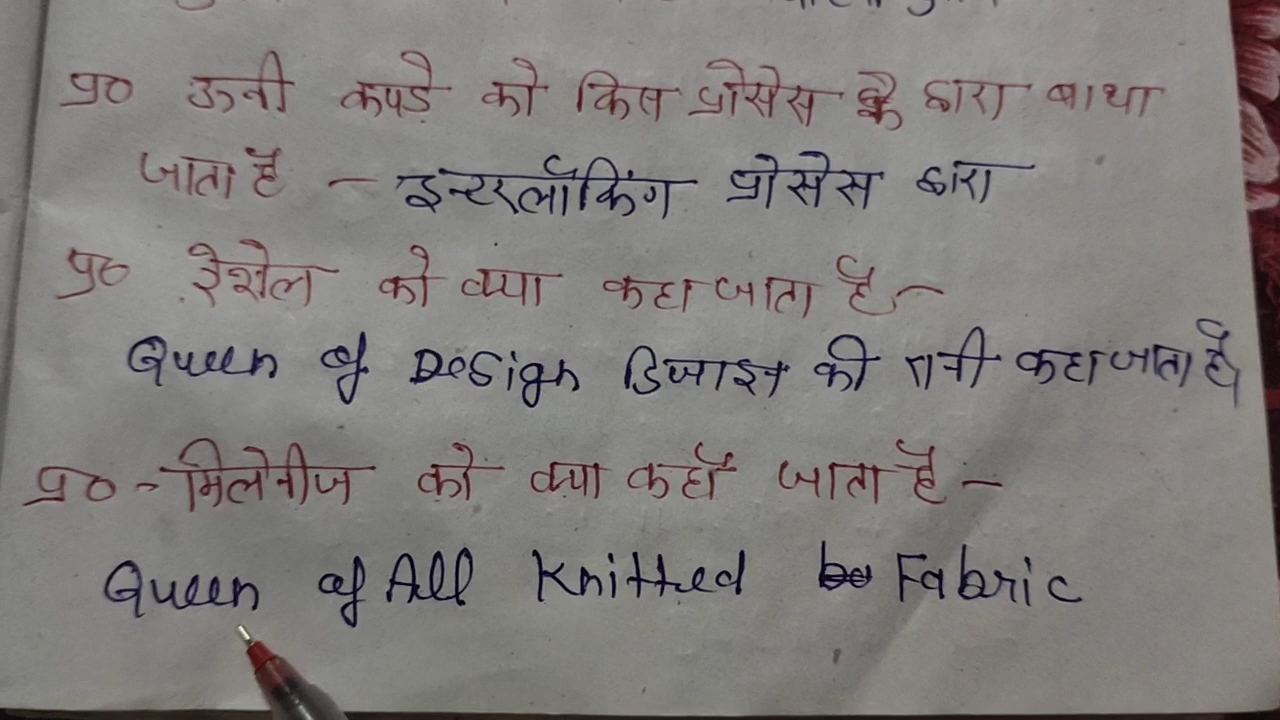 प्र० ऊनी कपडे़ को किस प्रोसेस के द्वारा बाधा
जाता है - इन्टरलॉकिंग प्रोसेस द्वारा
प्र० रेशेल को क्या कहा जाता है -
Queen of Design डिजाइन की रानी कहा जाता है।
प्र० - मिलेनीज को क्या कहाँ जाता है -
Queen of All Knitted Fabric